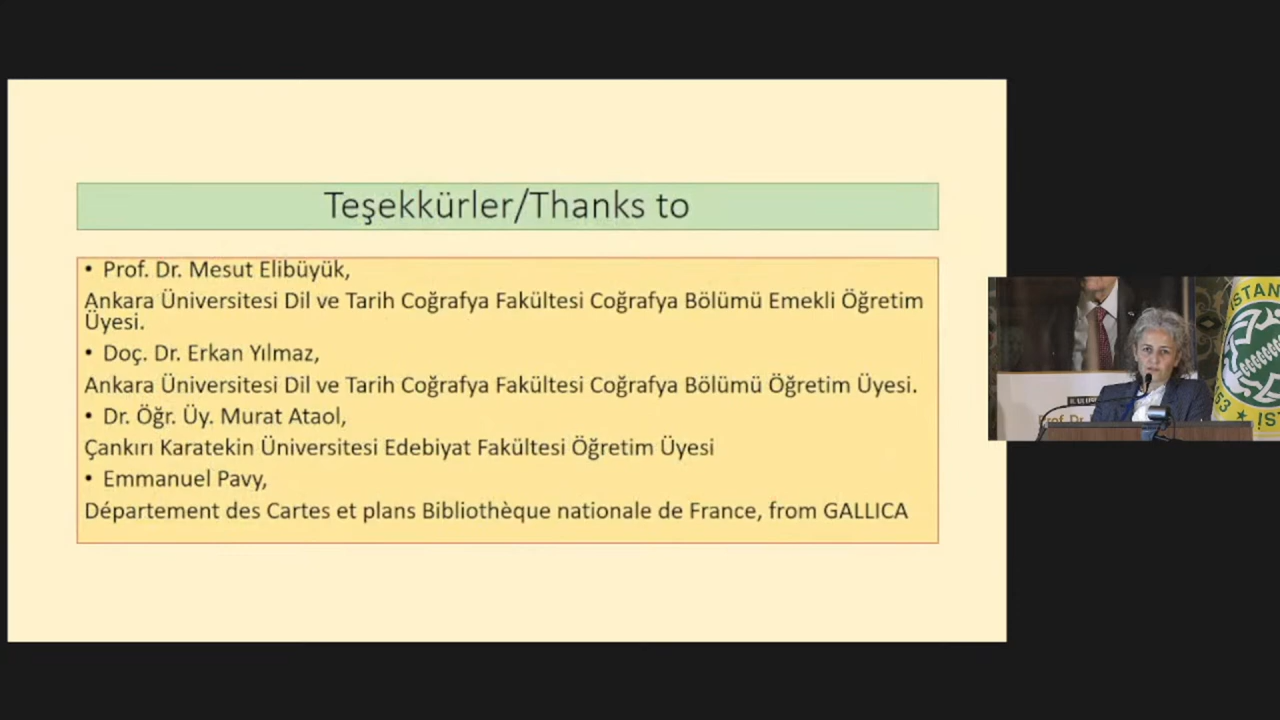 Teşekkürler/Thanks to
• Prof. Dr. Mesut Elibüyük,
Ankara Üniversitesi Dil ve Tarih Coğrafya Fakültesi Coğrafya Bölümü Emekli Öğretim
Üyesi.
• Doç. Dr. Erkan Yılmaz,
Ankara Üniversitesi Dil ve Tarih Coğrafya Fakültesi Coğrafya Bölümü Öğretim Üyesi.
• Dr. Öğr. Üy. Murat Ataol,
Çankırı Karatekin Üniversitesi Edebiyat Fakültesi Öğretim Üyesi
• Emmanuel Pavy,
Département des Cartes et plans Bibliothèque nationale de France, from GALLICA
Prof. Dr.